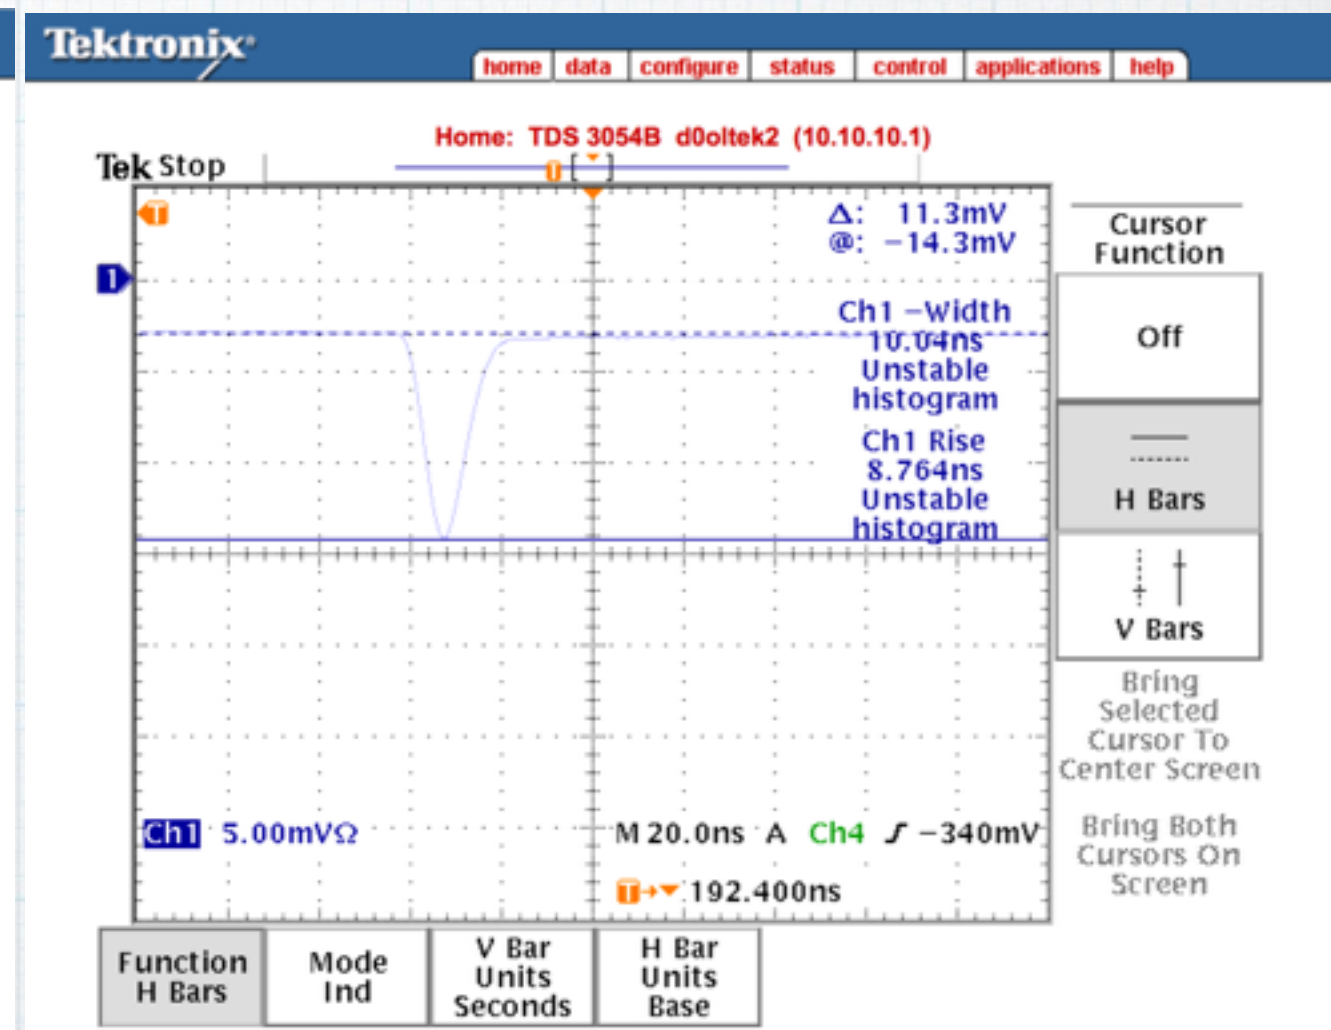 Tektronix
home data configure status control applications help
Home: TDS 3054B d0oltek2 (10.10.10.1)
Tek Stop
T
T
Δ: 11.3mV
@: −14.3mV
1
Ch1 −Width
10.04ns
Unstable
histogram
Ch1 Rise
8.764ns
Unstable
histogram
Ch1 5.00mVΩ M 20.0ns A Ch4 ∫ −340mV
T→▼ 192.400ns
Cursor
Function
Off
H Bars
V Bars
Bring
Selected
Cursor To
Center Screen
Bring Both
Cursors On
Screen
Function
H Bars
Mode
Ind
V Bar
Units
Seconds
H Bar
Units
Base